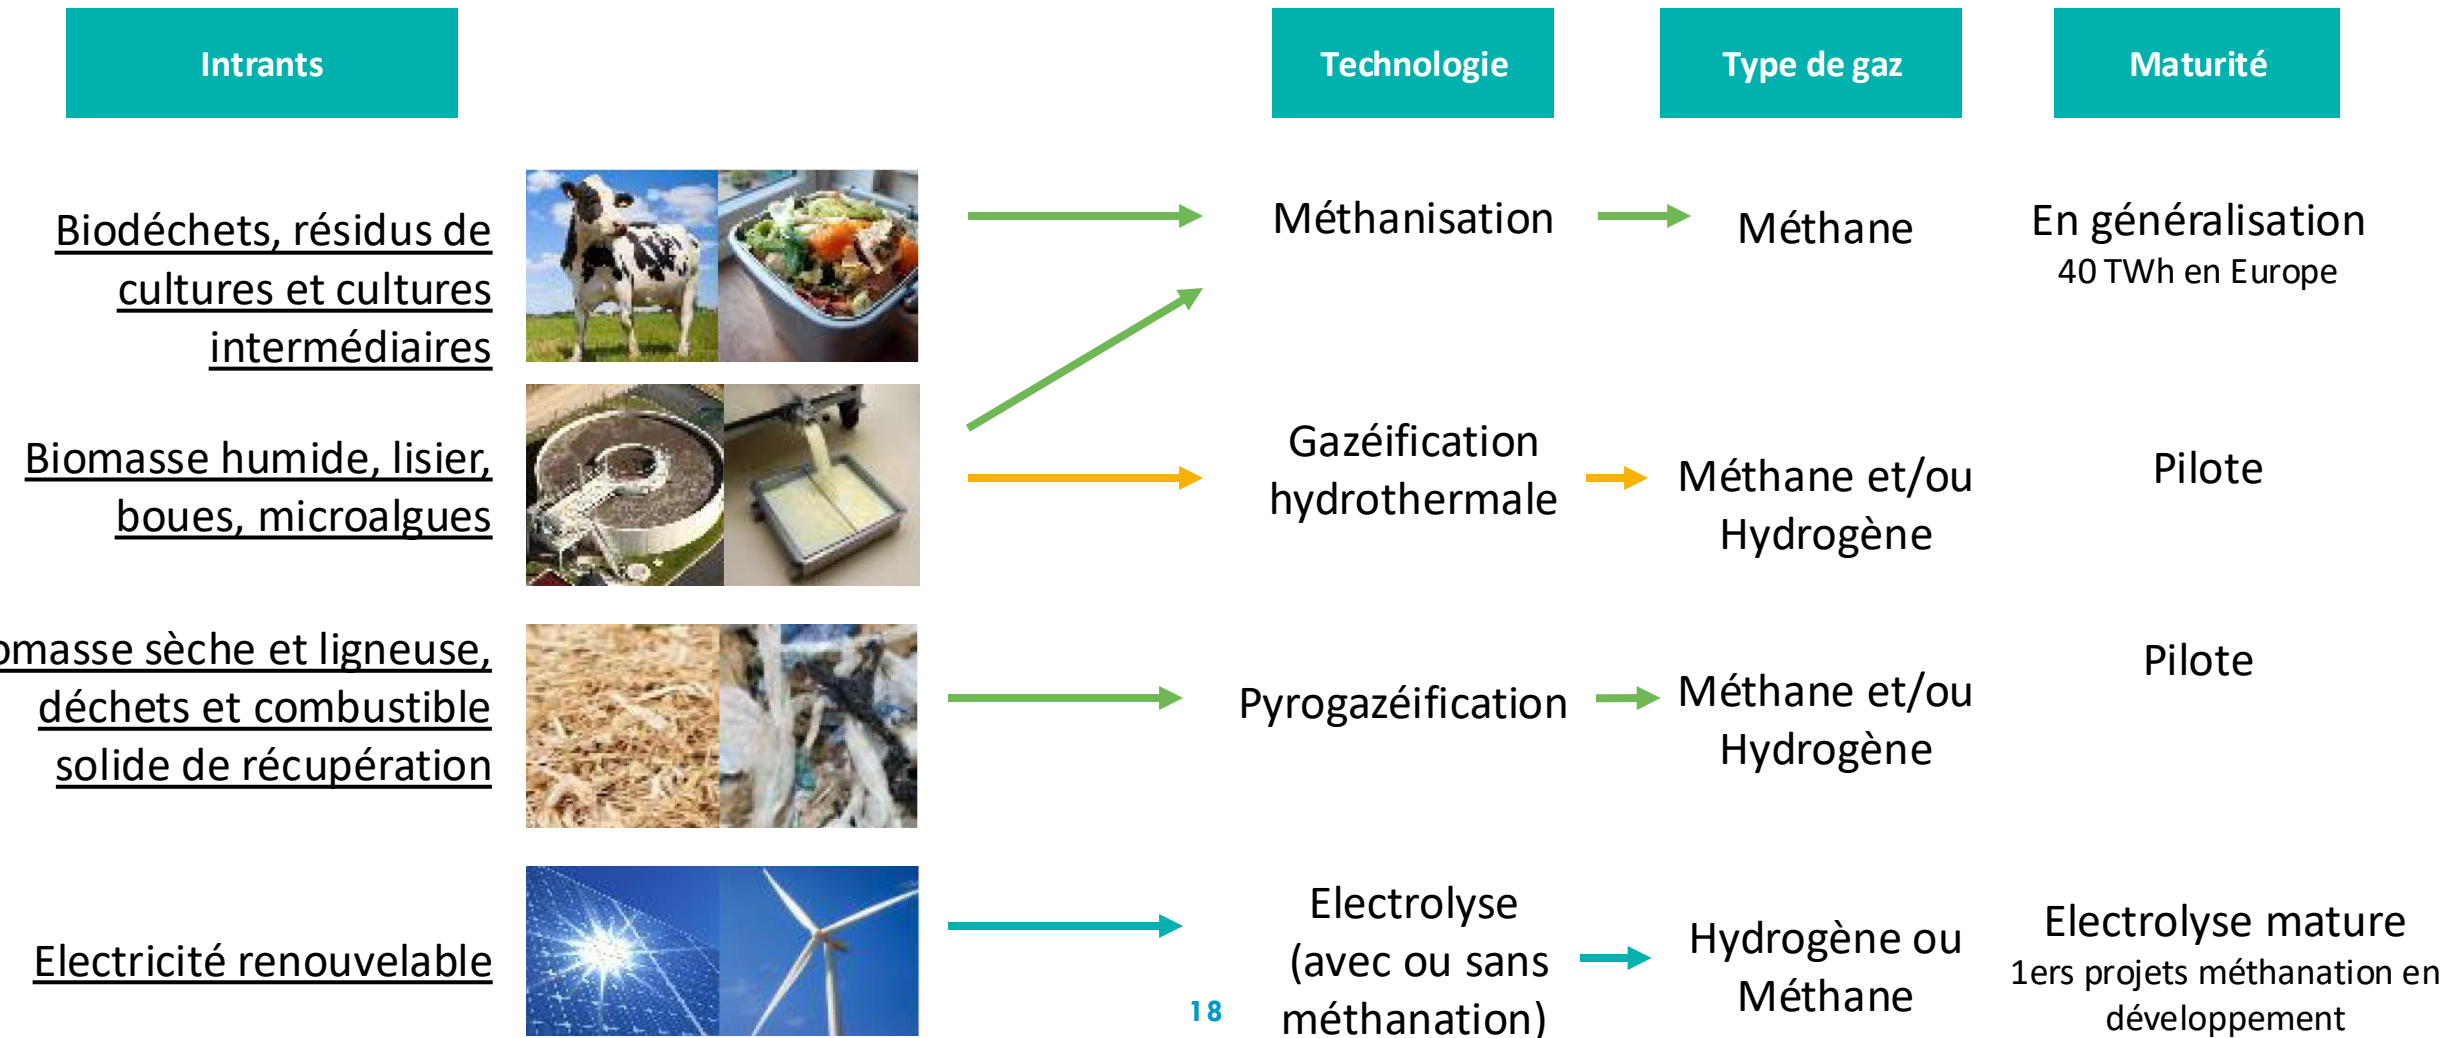 Intrants
Technologie
Type de gaz
Maturité
Biodéchets, résidus de
cultures et cultures
intermédiaires
Méthanisation
Méthane
En généralisation
40 TWh en Europe
Biomasse humide, lisier,
boues, microalgues
Gazéification
hydrothermale
Méthane et/ou
Hydrogène
Pilote
omasse sèche et ligneuse,
déchets et combustible
solide de récupération
Pyrogazéification
Méthane et/ou
Hydrogène
Pilote
Electricité renouvelable
Electrolyse
(avec ou sans
méthanation)
Hydrogène ou
Méthane
Electrolyse mature
1ers projets méthanation en
développement
18